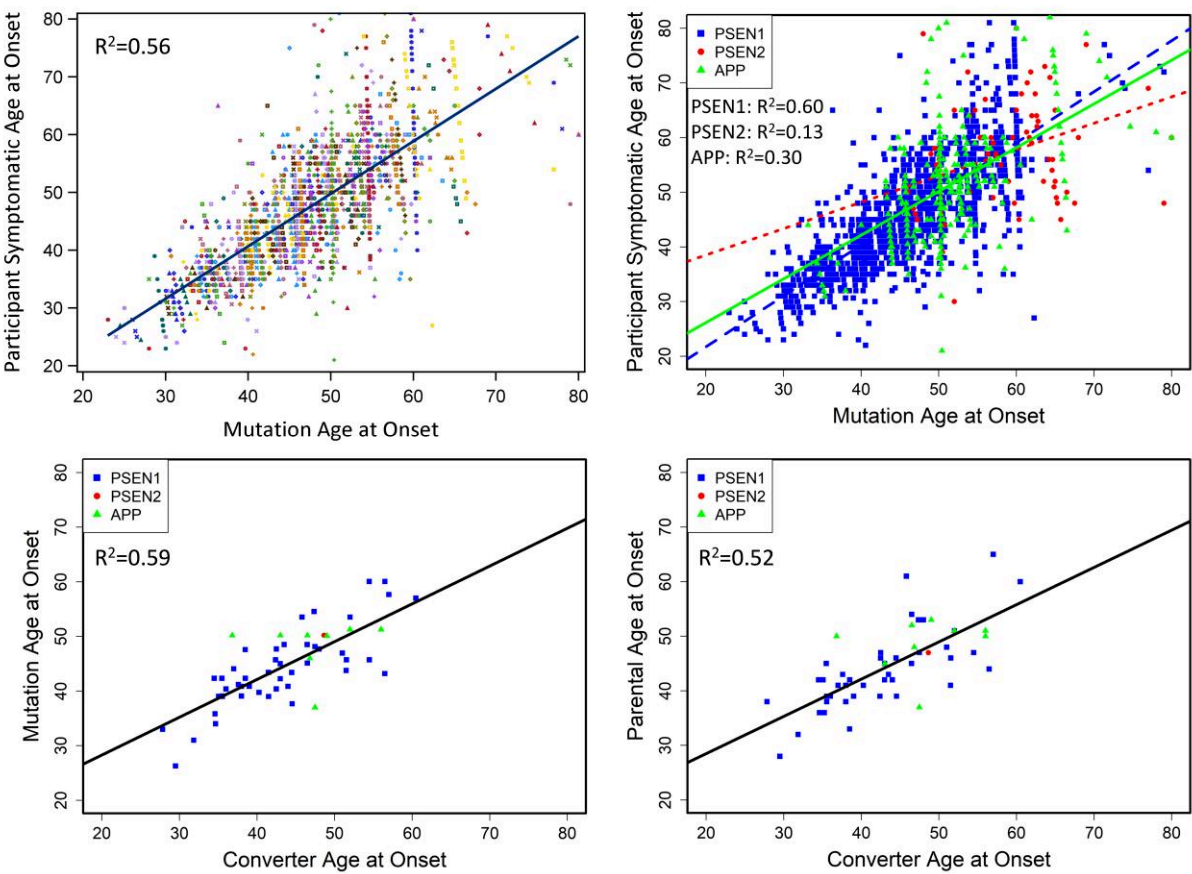 R²=0.56
80
70
60
50
40
30
20
Participant Symptomatic Age at Onset
20 30 40 50 60 70 80
Mutation Age at Onset
PSEN1
PSEN2
APP
PSEN1: R²=0.60
PSEN2: R²=0.13
APP: R²=0.30
80
70
60
50
40
30
20
Participant Symptomatic Age at Onset
20 30 40 50 60 70 80
Mutation Age at Onset
PSEN1
PSEN2
APP
R²=0.59
80
70
60
50
40
30
20
Mutation Age at Onset
20 30 40 50 60 70 80
Converter Age at Onset
PSEN1
PSEN2
APP
R²=0.52
80
70
60
50
40
30
20
Parental Age at Onset
20 30 40 50 60 70 80
Converter Age at Onset